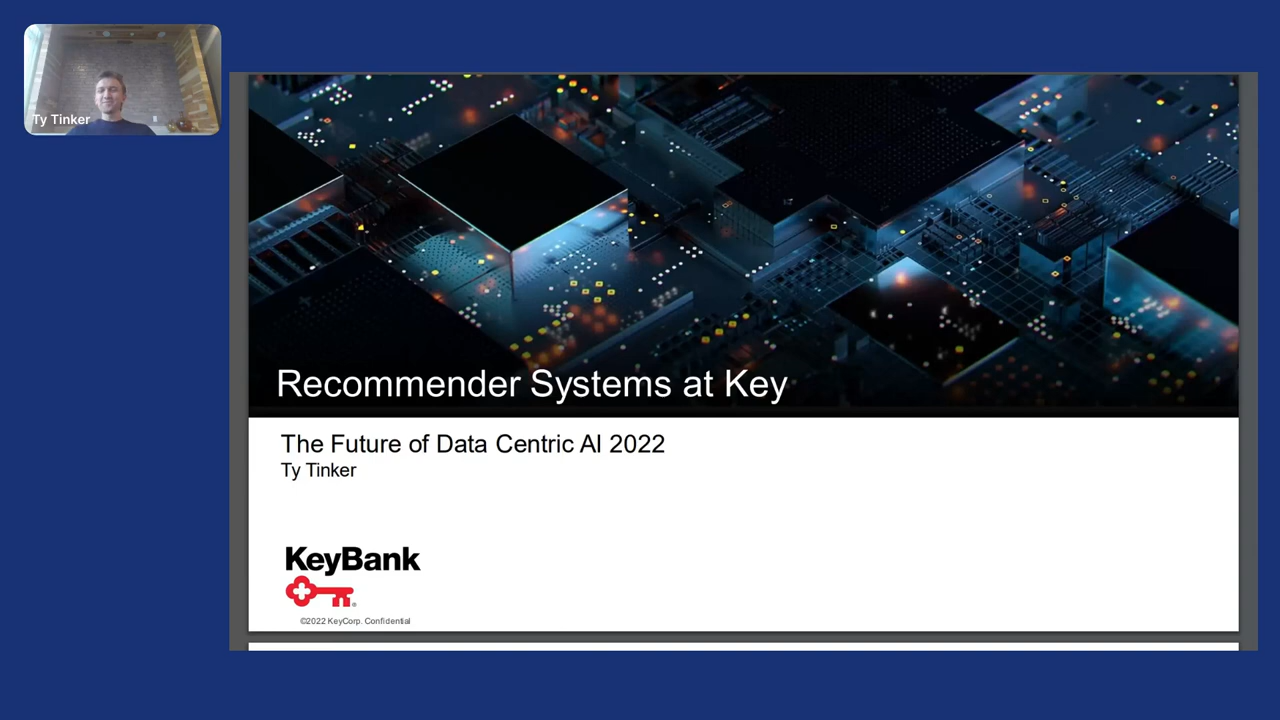 Ty Tinker
Recommender Systems at Key
The Future of Data Centric AI 2022
Ty Tinker
KeyBank
®
©2022 KeyCorp. Confidential